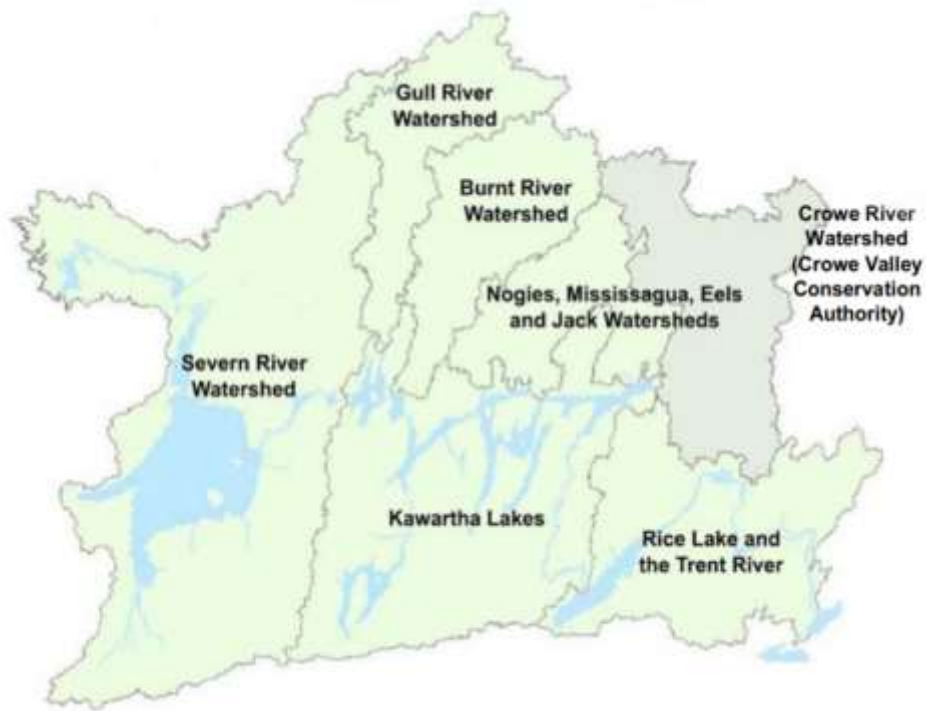 Gull River
Watershed
Burnt River
Watershed
Crowe River
Watershed
(Crowe Valley
Conservation
Authority)
Nogies, Mississagua, Eels
and Jack Watersheds
Severn River
Watershed
Kawartha Lakes
Rice Lake and
the Trent River